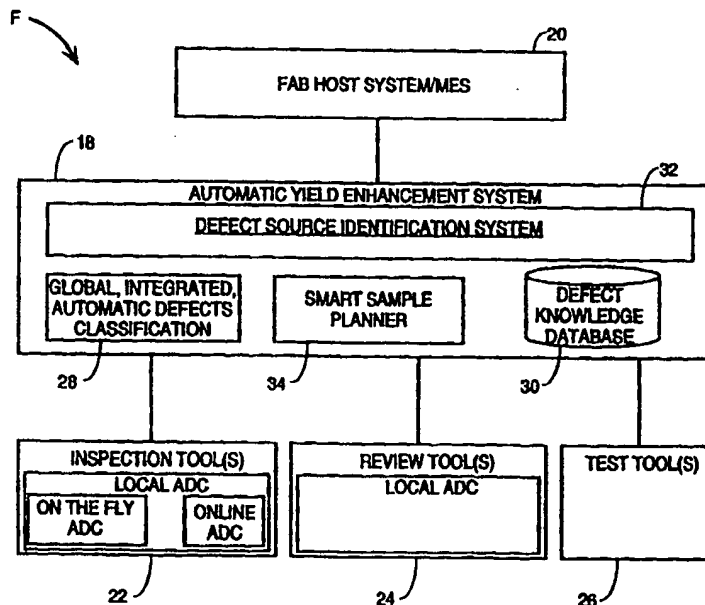 F
20
FAB HOST SYSTEM/MES
18
32
AUTOMATIC YIELD ENHANCEMENT SYSTEM
DEFECT SOURCE IDENTIFICATION SYSTEM
GLOBAL, INTEGRATED,
AUTOMATIC DEFECTS
CLASSIFICATION
SMART SAMPLE
PLANNER
DEFECT
KNOWLEDGE
DATABASE
28
34
30
INSPECTION TOOL(S)
LOCAL ADC
ON THE FLY
ADC
ONLINE
ADC
REVIEW TOOL(S)
LOCAL ADC
TEST TOOL(S)
22
24
26